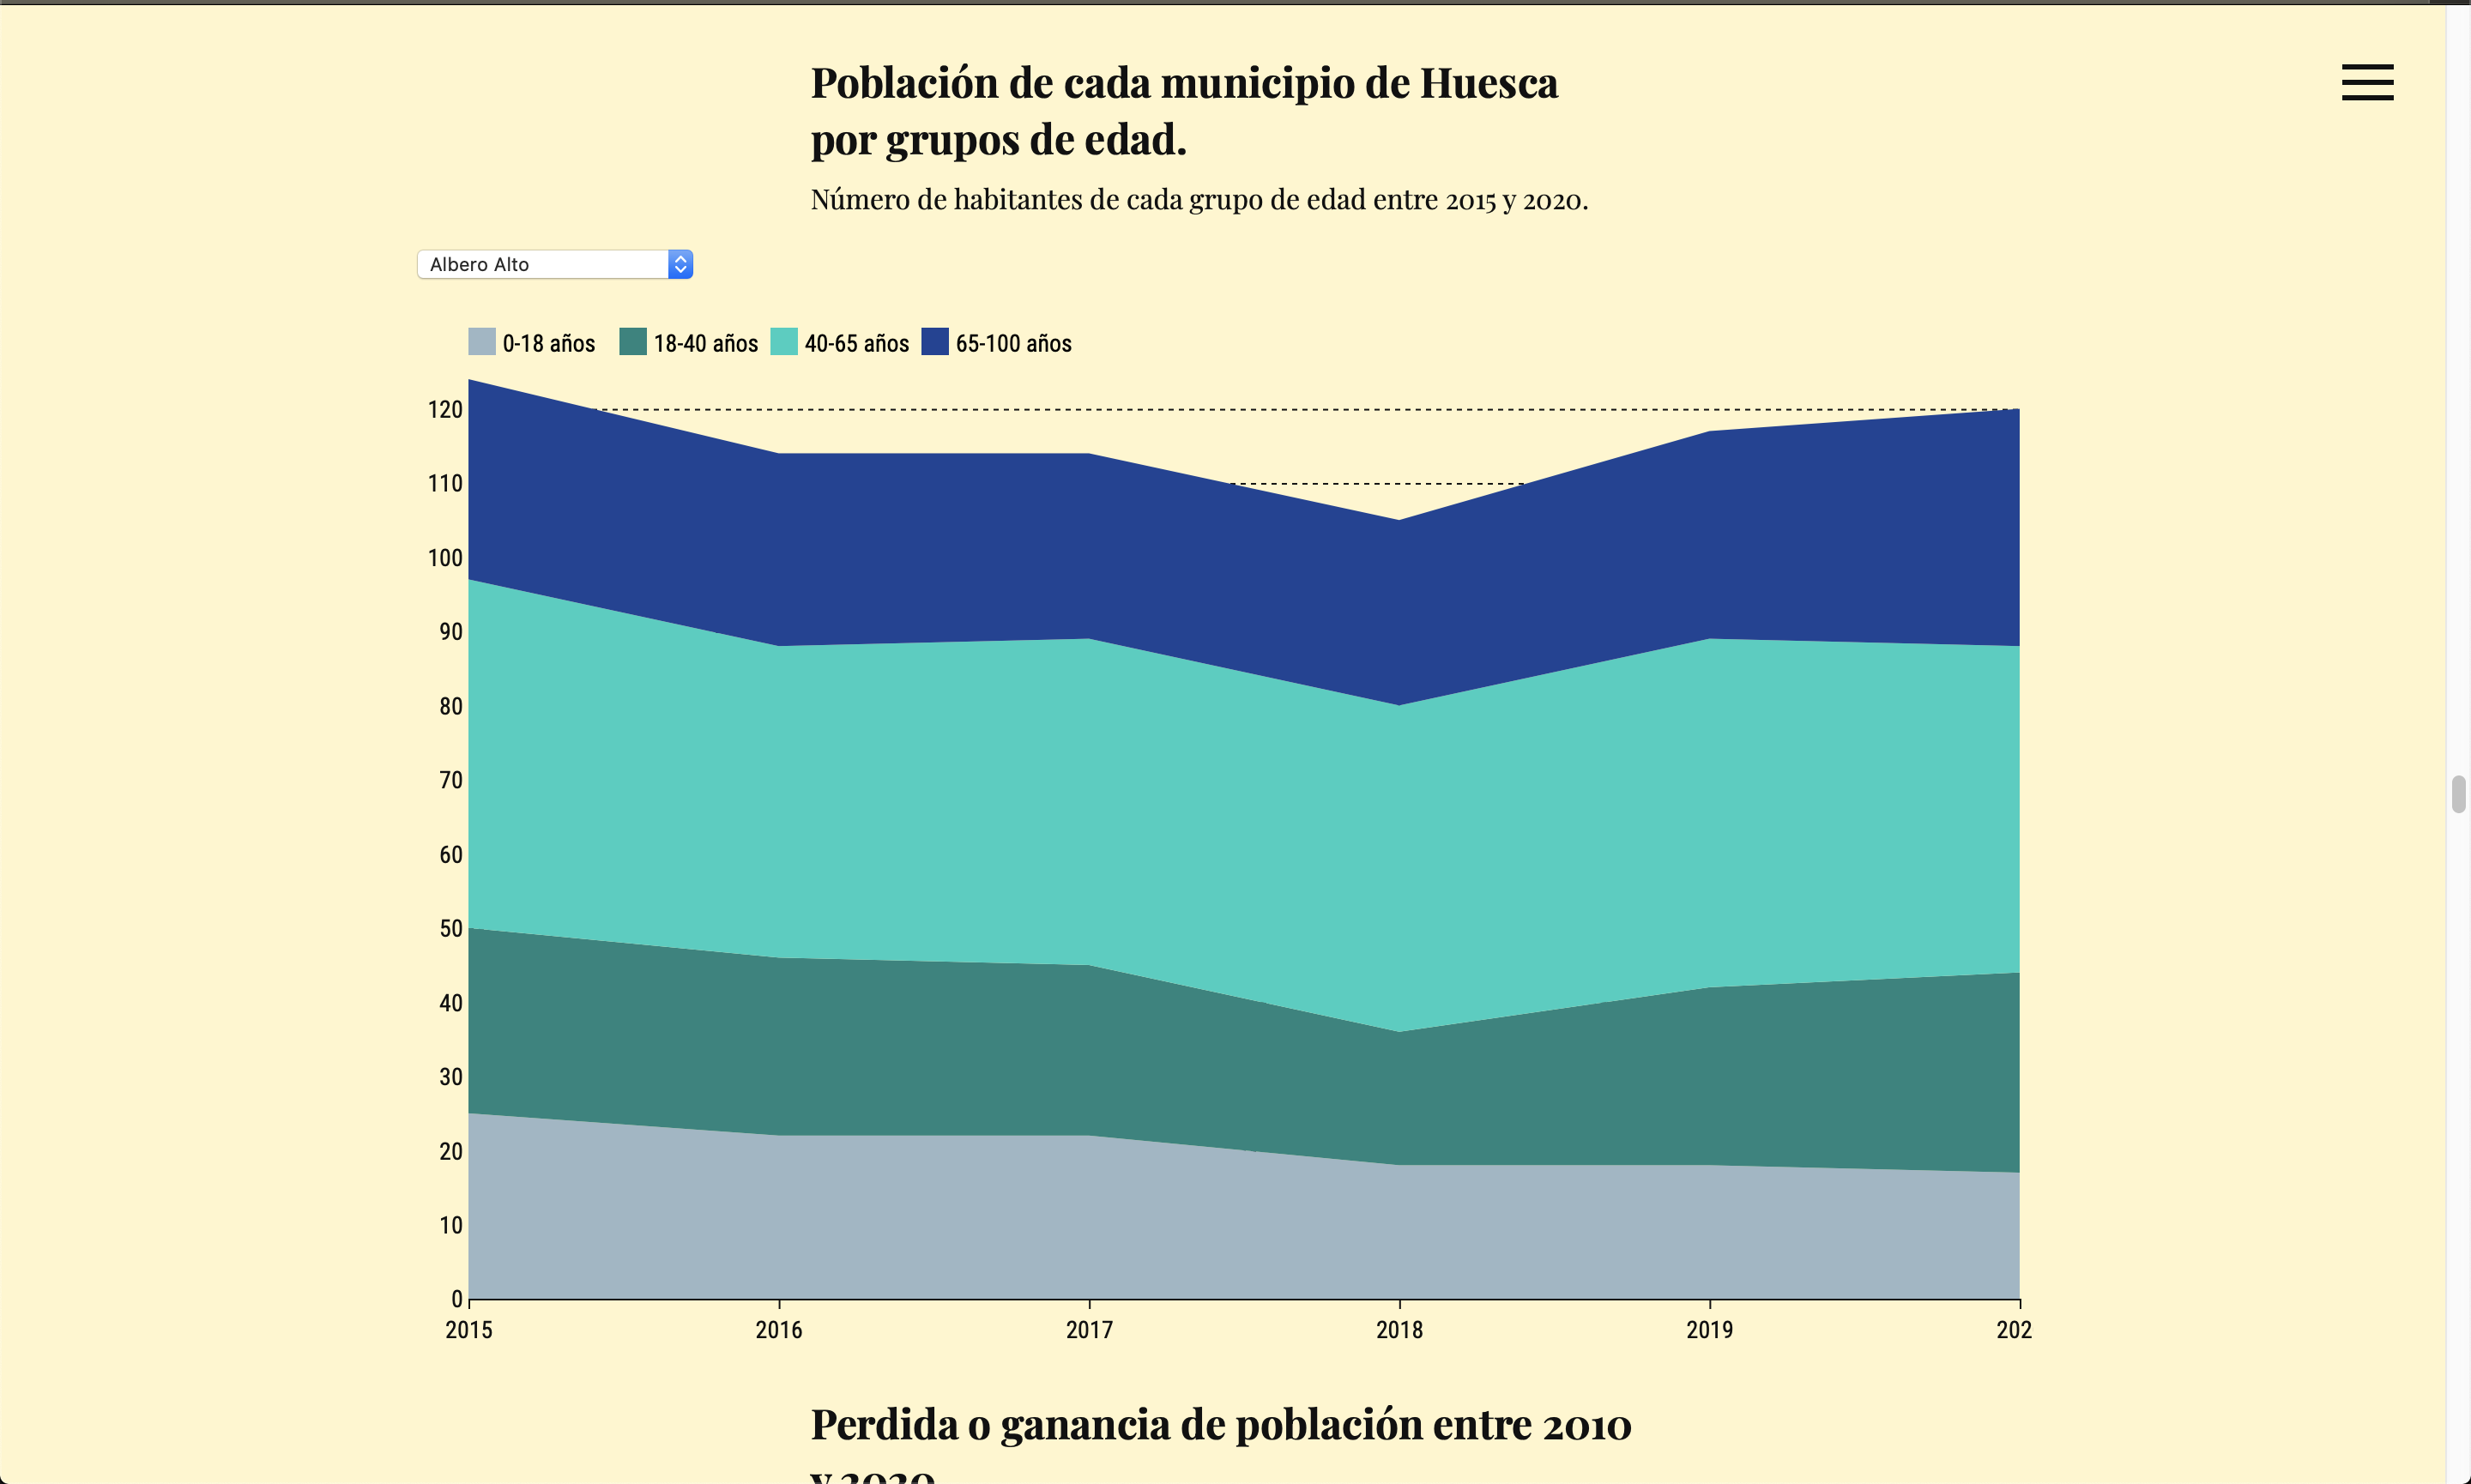 Población de cada municipio de Huesca
por grupos de edad.
Número de habitantes de cada grupo de edad entre 2015 y 2020.
Albero Alto
0-18 años 18-40 años 40-65 años 65-100 años
120
110
100
90
80
70
60
50
40
30
20
10
0
2015 2016 2017 2018 2019 202
Perdida o ganancia de población entre 2010
y 2020